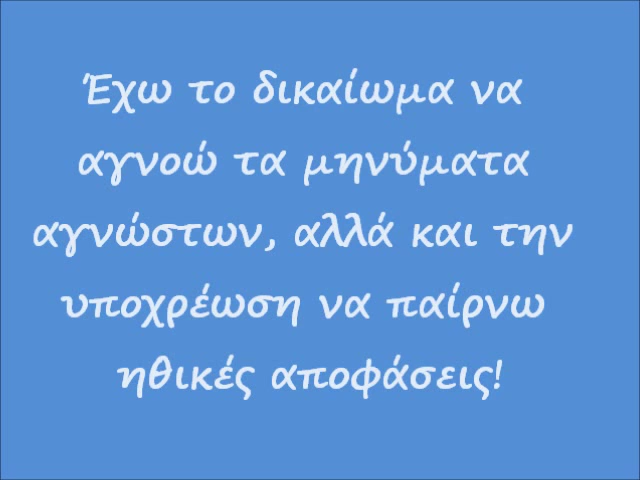 Έχω το δικαίωμα να
αγνοώ τα μηνύματα
αγνώστων, αλλά και την
υποχρέωση να παίρνω
ηθικές αποφάσεις!